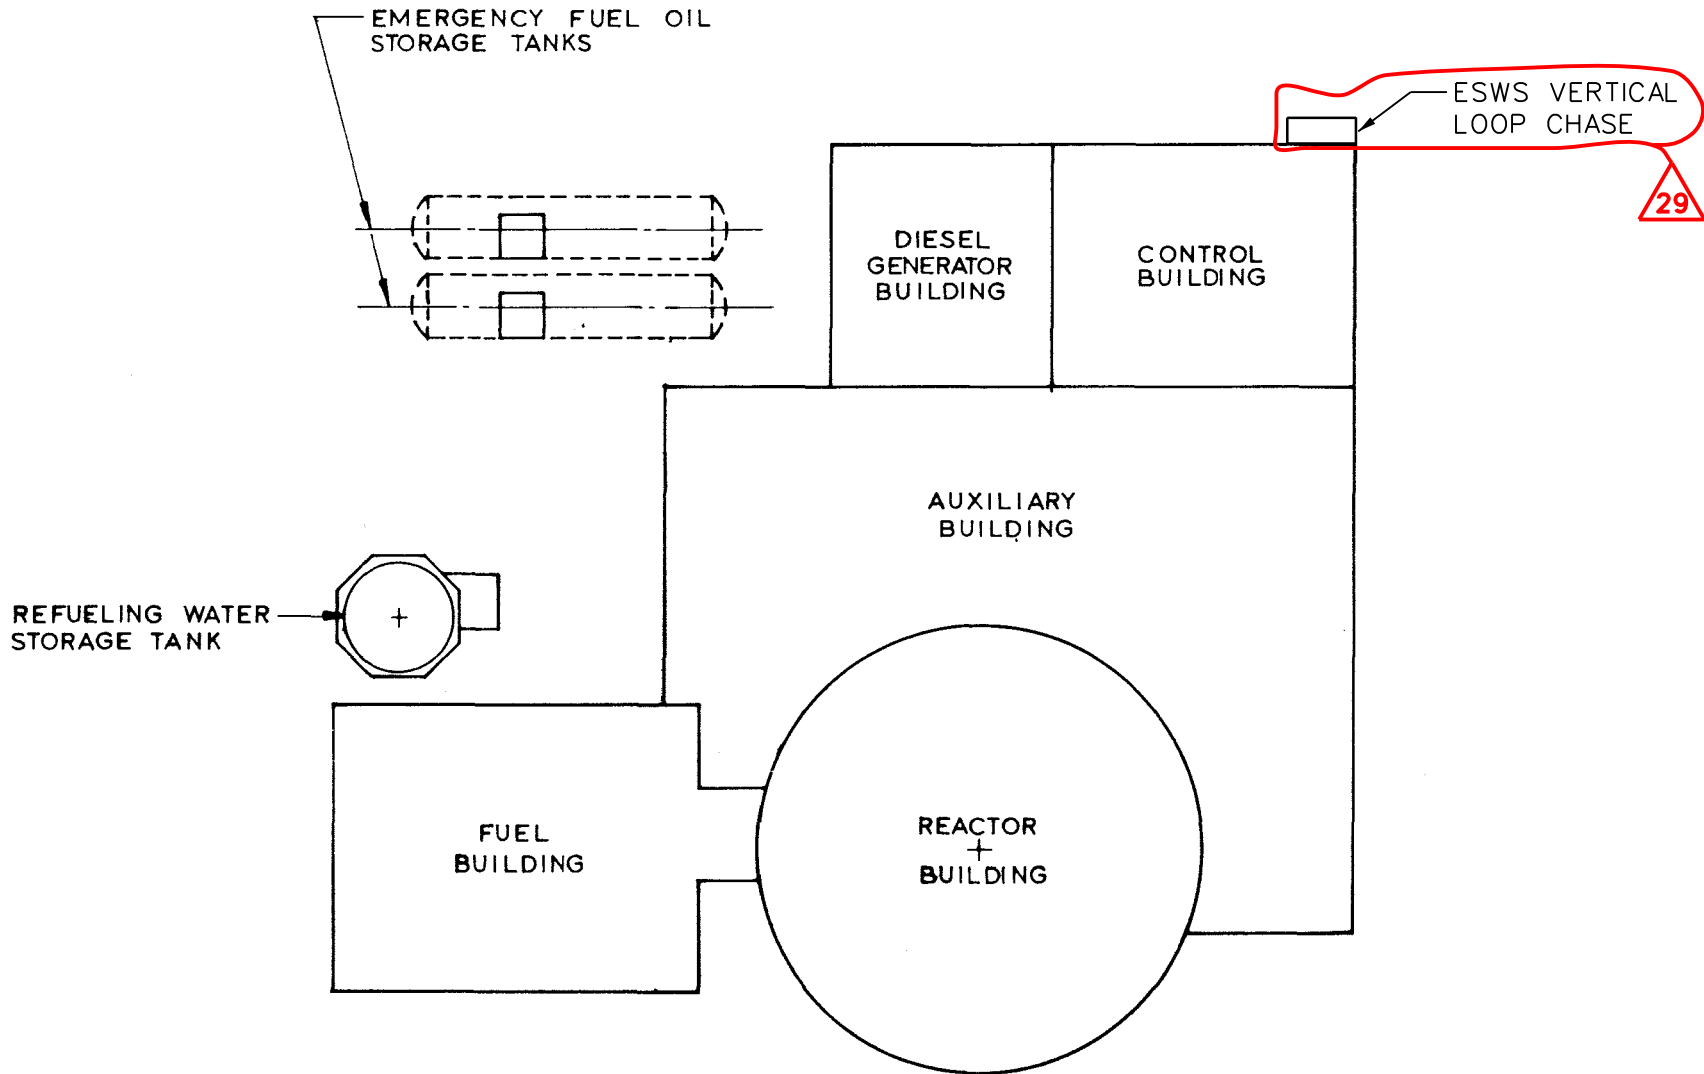 EMERGENCY FUEL OIL
STORAGE TANKS
ESWS VERTICAL
LOOP CHASE
29
DIESEL
GENERATOR
BUILDING
CONTROL
BUILDING
AUXILIARY
BUILDING
REFUELING WATER
STORAGE TANK
FUEL
BUILDING
REACTOR
BUILDING